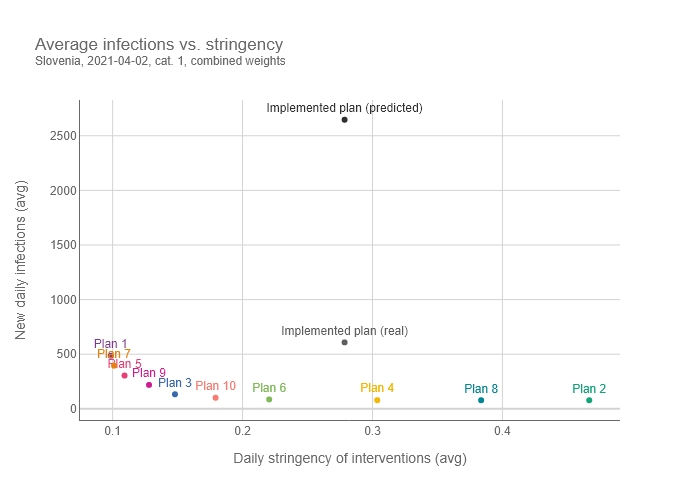 Average infections vs. stringency
Slovenia, 2021-04-02, cat. 1, combined weights
Implemented plan (predicted)
2500
2000
1500
1000
500
0
New daily infections (avg)
Implemented plan (real)
Plan 1
Plan 7
Plan 5
Plan 9
Plan 3
Plan 10
Plan 6
Plan 4
Plan 8
Plan 2
0.1
0.2
0.3
0.4
Daily stringency of interventions (avg)